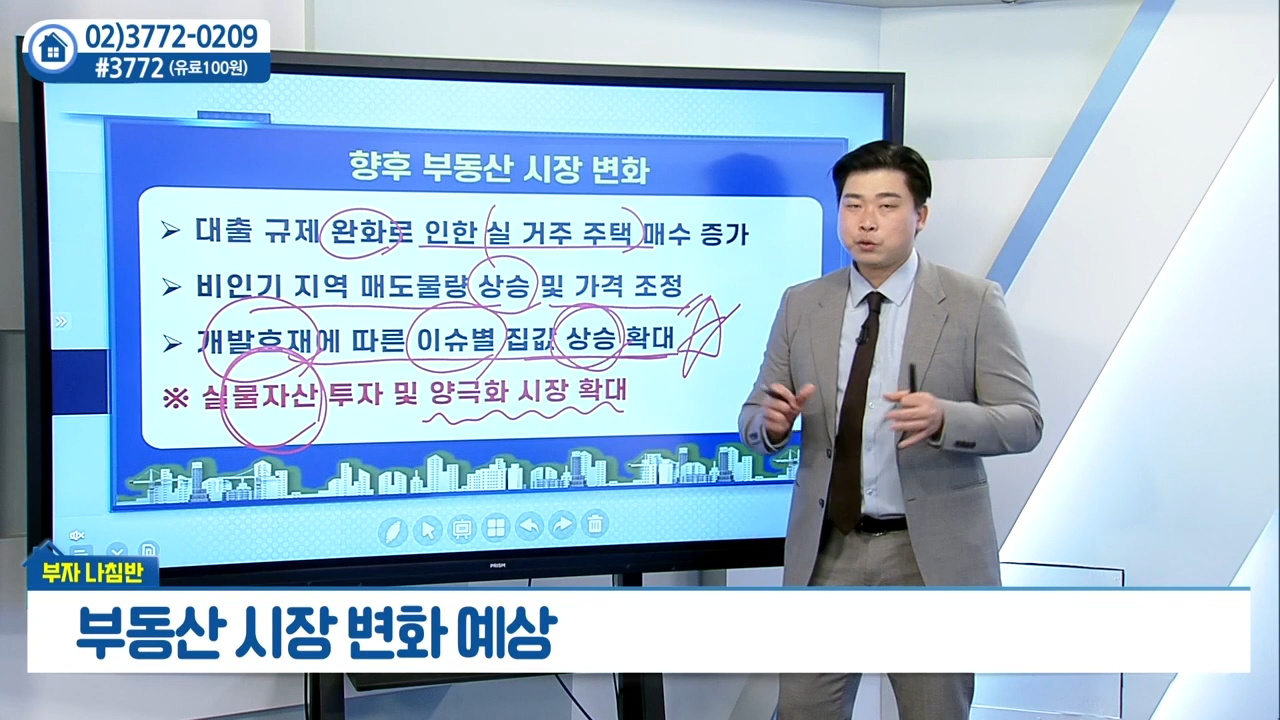 02)3772-0209
#3772 (유료100원)
향후 부동산 시장 변화
➢ 대출 규제 완화로 인한 실 거주 주택 매수 증가
➢ 비인기 지역 매도물량 상승 및 가격 조정
➢ 개발호재에 따른 이슈별 집값 상승 확대
※ 실물자산 투자 및 양극화 시장 확대
PRISM
부자 나침반
부동산 시장 변화 예상